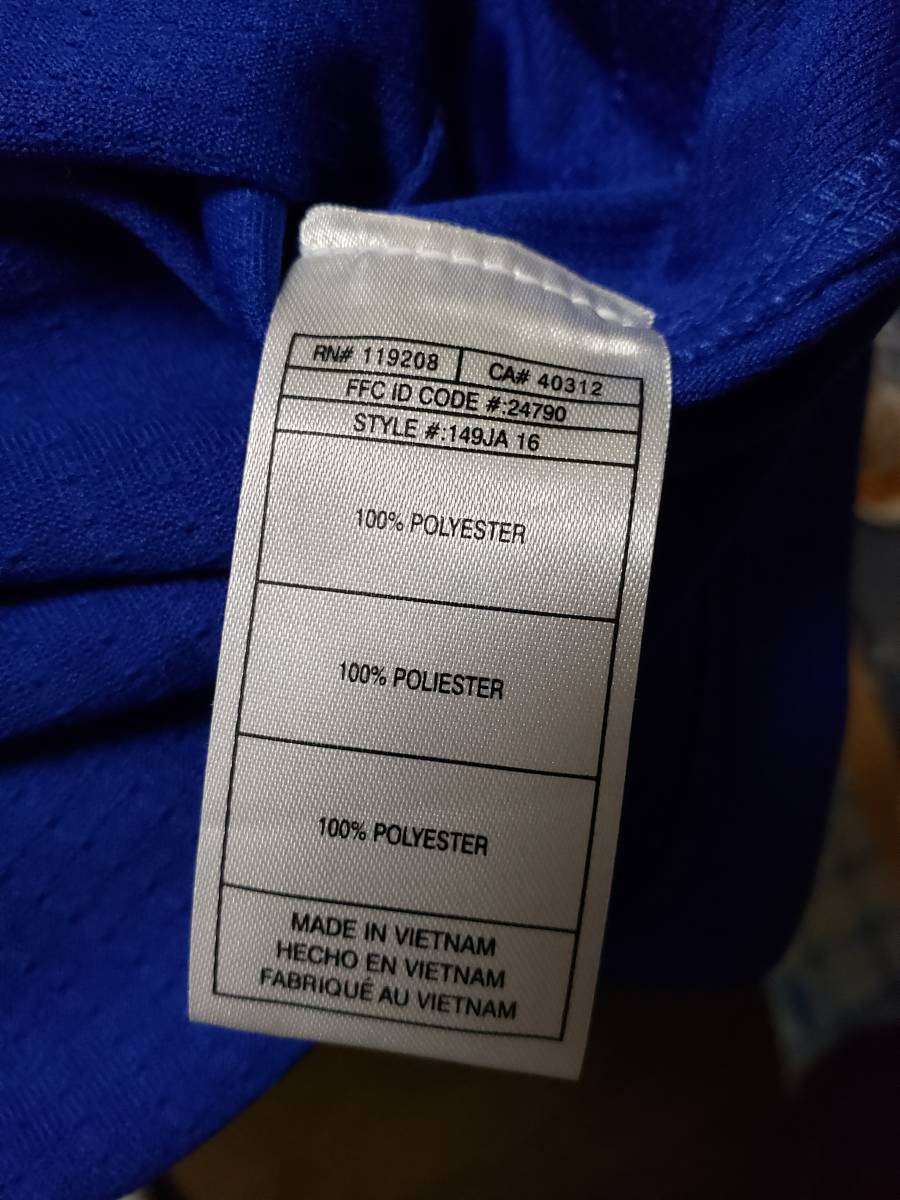 RN# 119208 CA# 40312
FFC ID CODE #:24790
STYLE #:149JA 16
100% POLYESTER
100% POLIESTER
100% POLYESTER
MADE IN VIETNAM
HECHO EN VIETNAM
FABRIQUÉ AU VIETNAM